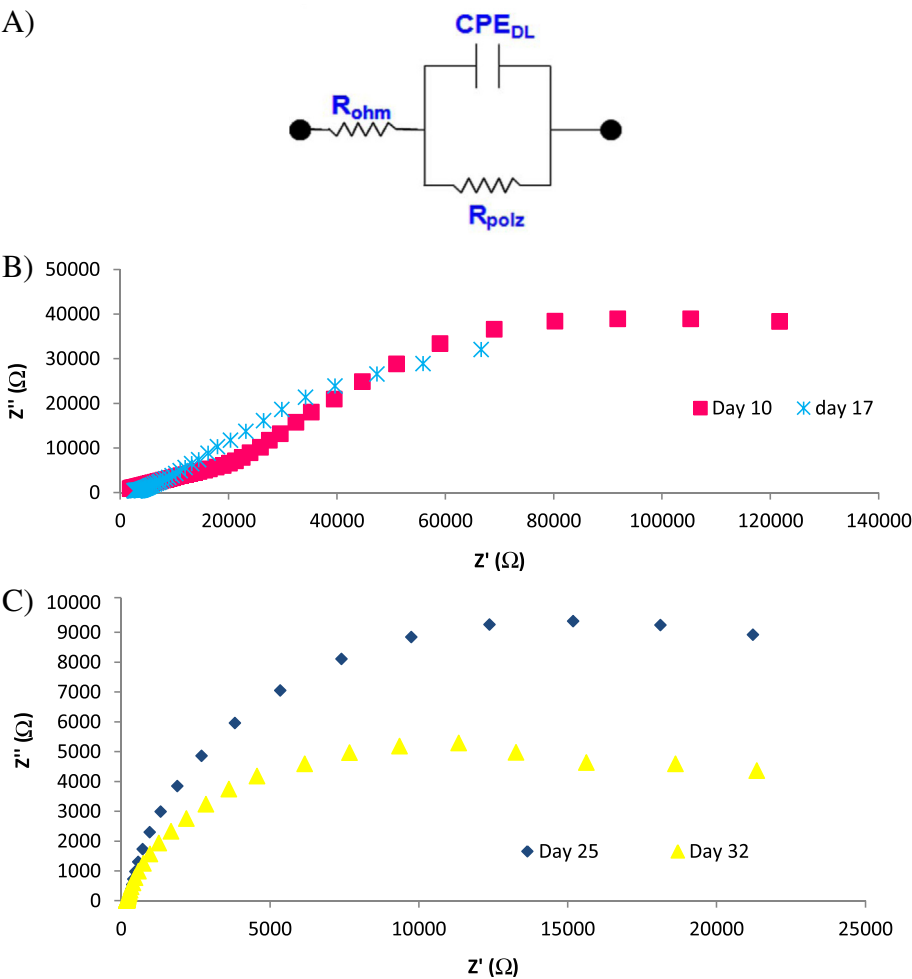 A)
CPEDL
Rohm
Rpolz
B)
Z'' (Ω)
50000
40000
30000
20000
10000
0
Day 10
day 17
0 20000 40000 60000 80000 100000 120000 140000
Z' (Ω)
C)
Z'' (Ω)
10000
9000
8000
7000
6000
5000
4000
3000
2000
1000
0
Day 25
Day 32
0 5000 10000 15000 20000 25000
Z' (Ω)